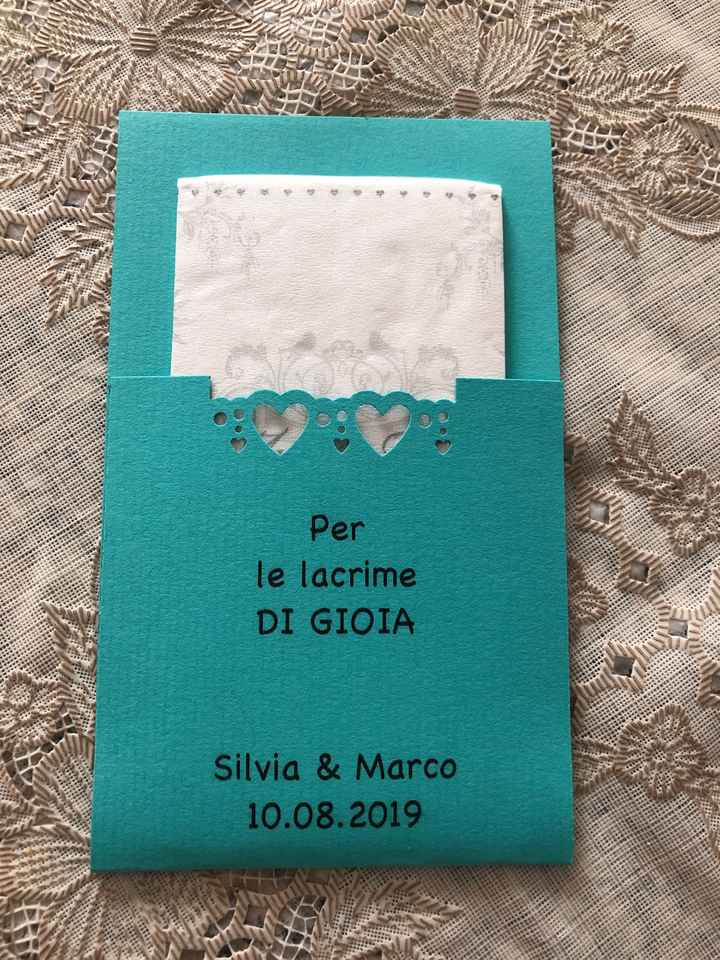 Per
le lacrime
DI GIOIA
Silvia & Marco
10.08.2019